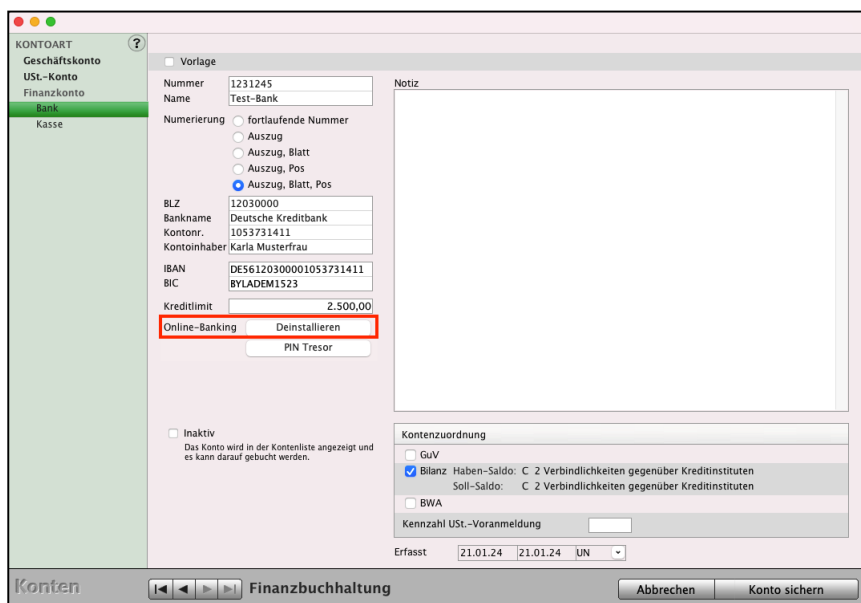 KONTOART
?
Geschäftskonto
USt.-Konto
Finanzkonto
Bank
Kasse
Vorlage
Nummer 1231245
Name Test-Bank
Numerierung fortlaufende Nummer
Auszug
Auszug, Blatt
Auszug, Pos
Auszug, Blatt, Pos
BLZ 12030000
Bankname Deutsche Kreditbank
Kontonr. 1053731411
Kontoinhaber Karla Musterfrau
IBAN DE56120300001053731411
BIC BYLADEM1523
Kreditlimit 2.500,00
Online-Banking Deinstallieren
PIN Tresor
Inaktiv
Das Konto wird in der Kontenliste angezeigt und
es kann darauf gebucht werden.
Notiz
Kontenzuordnung
GuV
Bilanz Haben-Saldo: C 2 Verbindlichkeiten gegenüber Kreditinstituten
Soll-Saldo: C 2 Verbindlichkeiten gegenüber Kreditinstituten
BWA
Kennzahl USt.-Voranmeldung
Erfasst 21.01.24 21.01.24 UN
Konten Finanzbuchhaltung Abbrechen Konto sichern